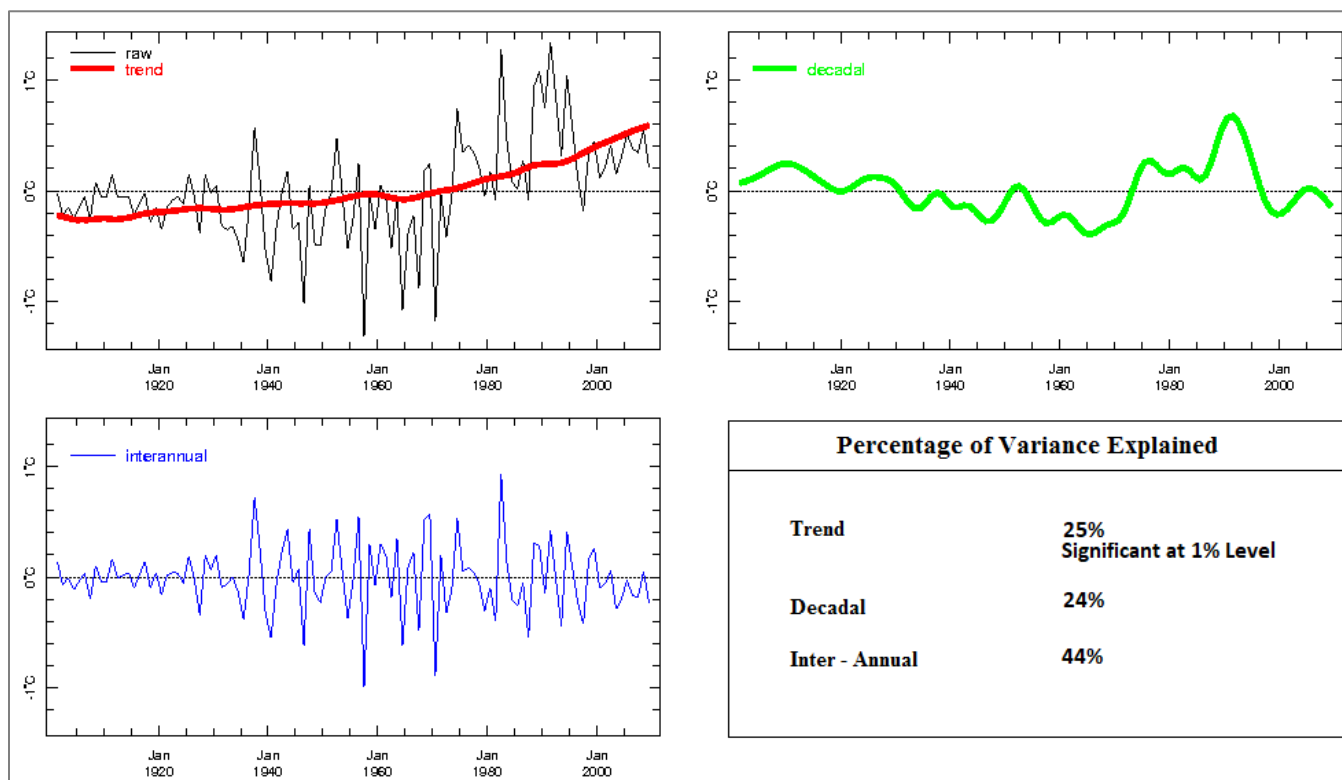 raw
trend
1°C
0°C
-1°C
Jan
1920
Jan
1940
Jan
1960
Jan
1980
Jan
2000
decadal
1°C
0°C
-1°C
Jan
1920
Jan
1940
Jan
1960
Jan
1980
Jan
2000
interannual
1°C
0°C
-1°C
Jan
1920
Jan
1940
Jan
1960
Jan
1980
Jan
2000
Percentage of Variance Explained
Trend 25%
Significant at 1% Level
Decadal 24%
Inter - Annual 44%